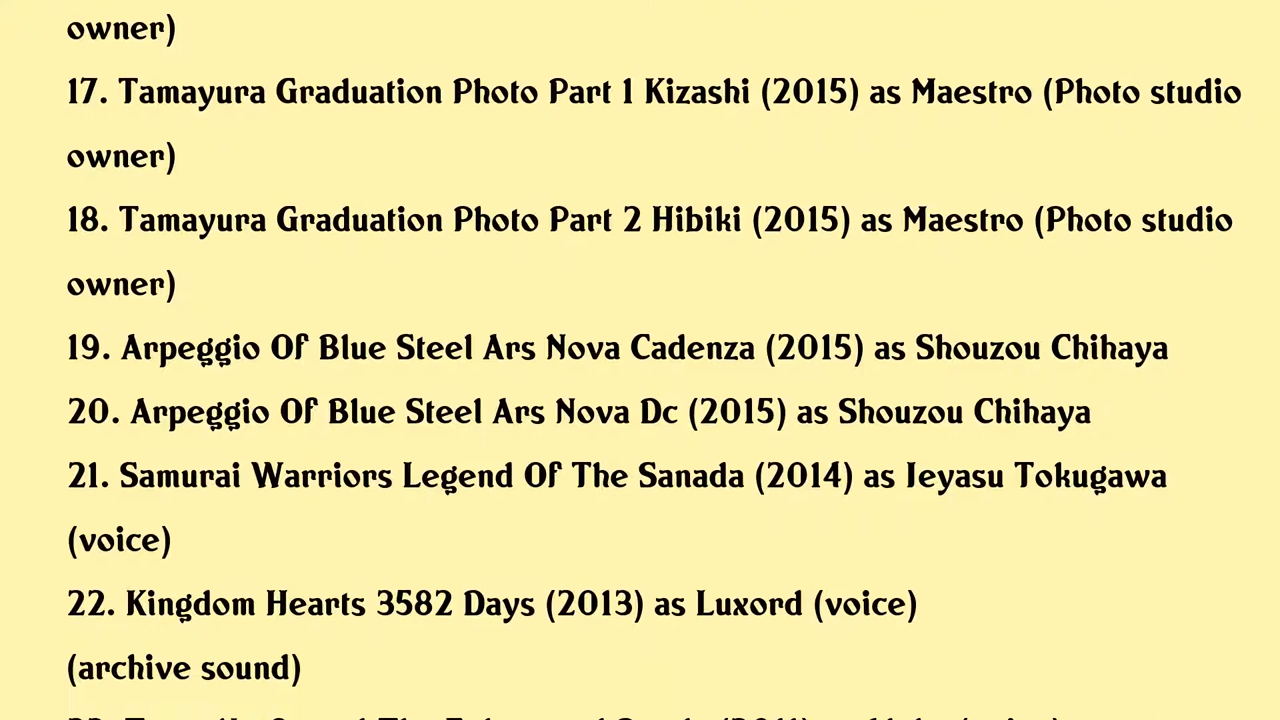 owner)
17. Tamayura Graduation Photo Part 1 Kizashi (2015) as Maestro (Photo studio
owner)
18. Tamayura Graduation Photo Part 2 Hibiki (2015) as Maestro (Photo studio
owner)
19. Arpeggio Of Blue Steel Ars Nova Cadenza (2015) as Shouzou Chihaya
20. Arpeggio Of Blue Steel Ars Nova Dc (2015) as Shouzou Chihaya
21. Samurai Warriors Legend Of The Sanada (2014) as Ieyasu Tokugawa
(voice)
22. Kingdom Hearts 3582 Days (2013) as Luxord (voice)
(archive sound)